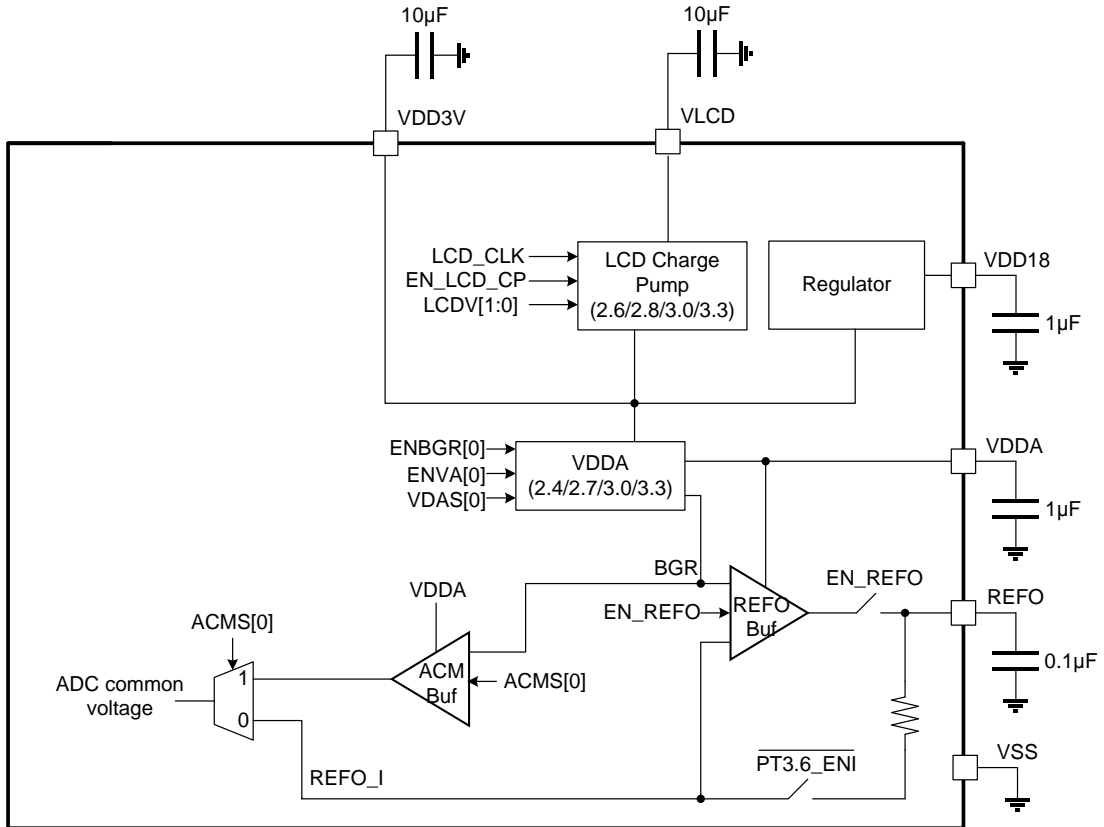 10µF
10µF
VDD3V
VLCD
LCD_CLK
EN_LCD_CP
LCDV[1:0]
LCD Charge
Pump
(2.6/2.8/3.0/3.3)
Regulator
VDD18
1µF
ENBGR[0]
ENVA[0]
VDAS[0]
VDDA
(2.4/2.7/3.0/3.3)
VDDA
1µF
BGR
EN_REFO
REFO
Buf
EN_REFO
REFO
0.1µF
VDDA
ACM
Buf
ACMS[0]
ACMS[0]
1
0
ADC common
voltage
REFO_I
PT3.6_ENI
VSS